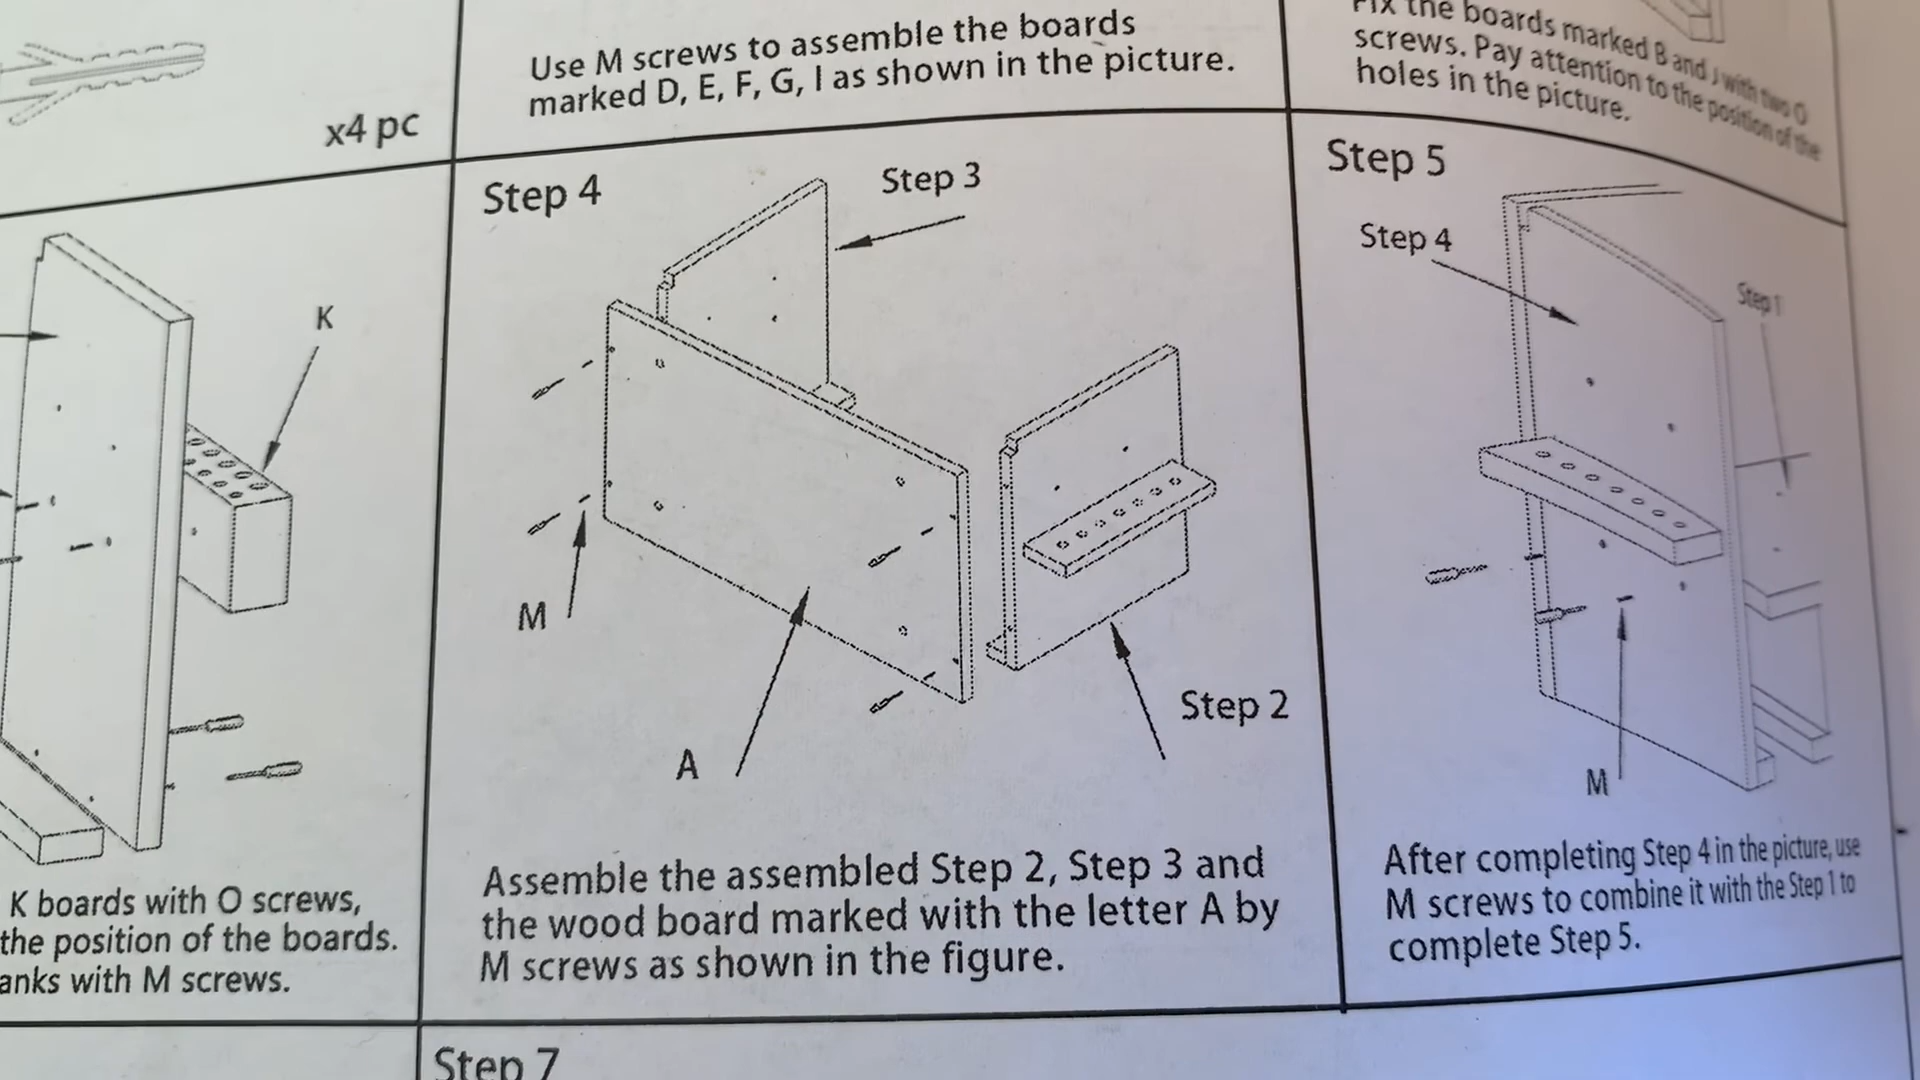 x4 pc
Use M screws to assemble the boards
marked D, E, F, G, I as shown in the picture.
Fix the boards marked B and J with two O
screws. Pay attention to the position of the
holes in the picture.
K
K boards with O screws,
the position of the boards.
anks with M screws.
Step 4
Step 3
M
A
Step 2
Assemble the assembled Step 2, Step 3 and
the wood board marked with the letter A by
M screws as shown in the figure.
Step 5
Step 4
Step 1
M
After completing Step 4 in the picture, use
M screws to combine it with the Step 1 to
complete Step 5.
Step 7